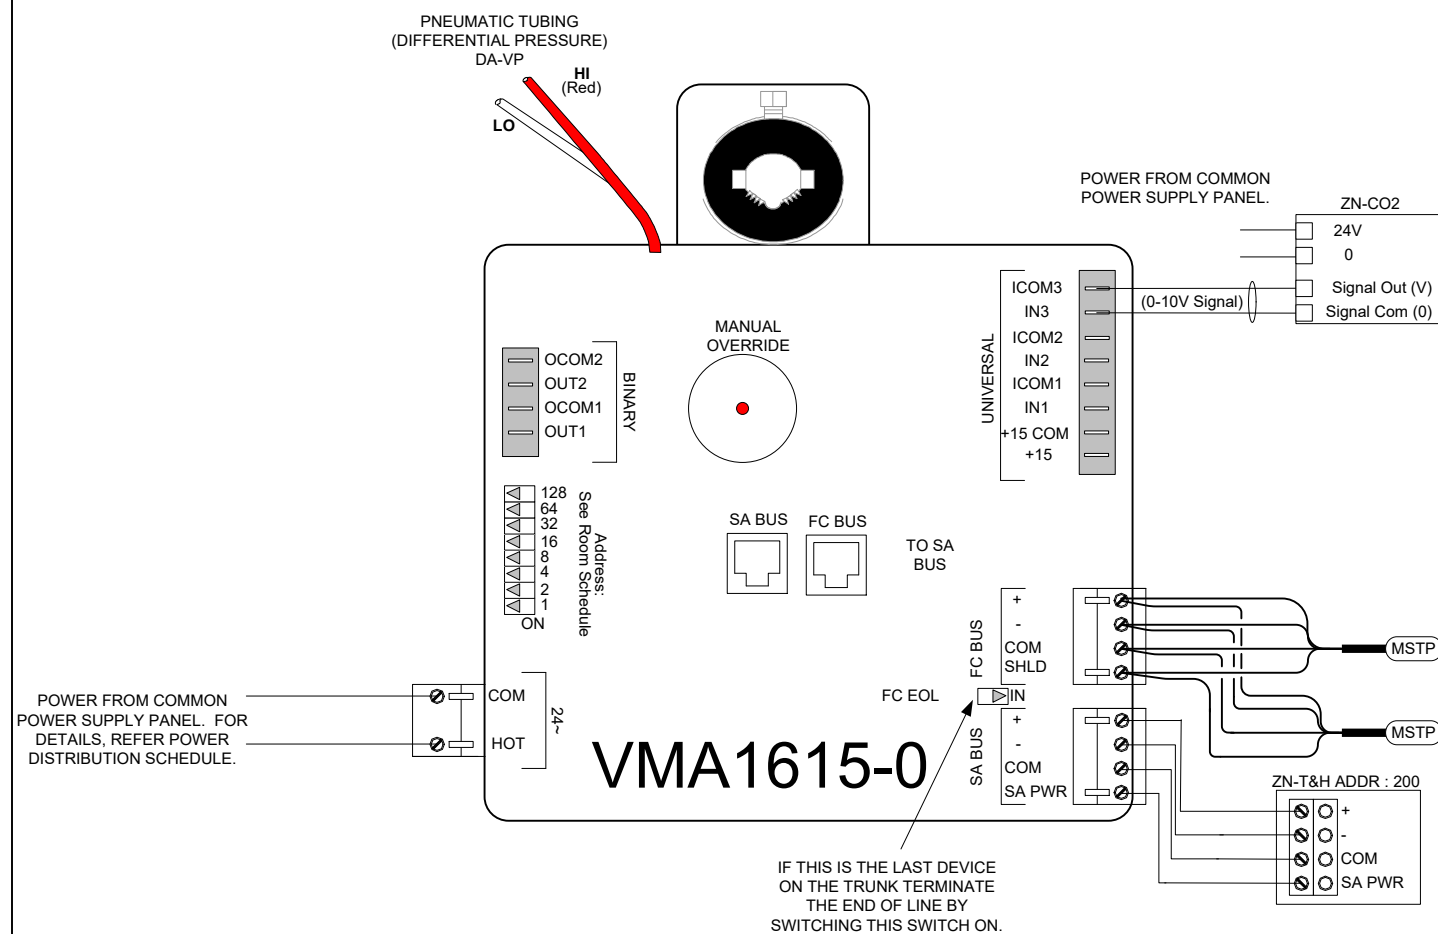 PNEUMATIC TUBING
(DIFFERENTIAL PRESSURE)
DA-VP
HI
(Red)
LO
POWER FROM COMMON
POWER SUPPLY PANEL.
ZN-CO2
24V
0
Signal Out (V)
Signal Com (0)
(0-10V Signal)
UNIVERSAL
ICOM3
IN3
ICOM2
IN2
ICOM1
IN1
+15 COM
+15
MANUAL
OVERRIDE
OCOM2
OUT2
OCOM1
OUT1
BINARY
128
64
32
16
8
4
2
1
ON
Address:
See Room Schedule
SA BUS
FC BUS
TO SA
BUS
FC BUS
+
-
COM
SHLD
MSTP
MSTP
FC EOL
IN
SA BUS
+
-
COM
SA PWR
POWER FROM COMMON
POWER SUPPLY PANEL. FOR
DETAILS, REFER POWER
DISTRIBUTION SCHEDULE.
COM
HOT
24~
VMA1615-0
ZN-T&H ADDR : 200
+
-
COM
SA PWR
IF THIS IS THE LAST DEVICE
ON THE TRUNK TERMINATE
THE END OF LINE BY
SWITCHING THIS SWITCH ON.